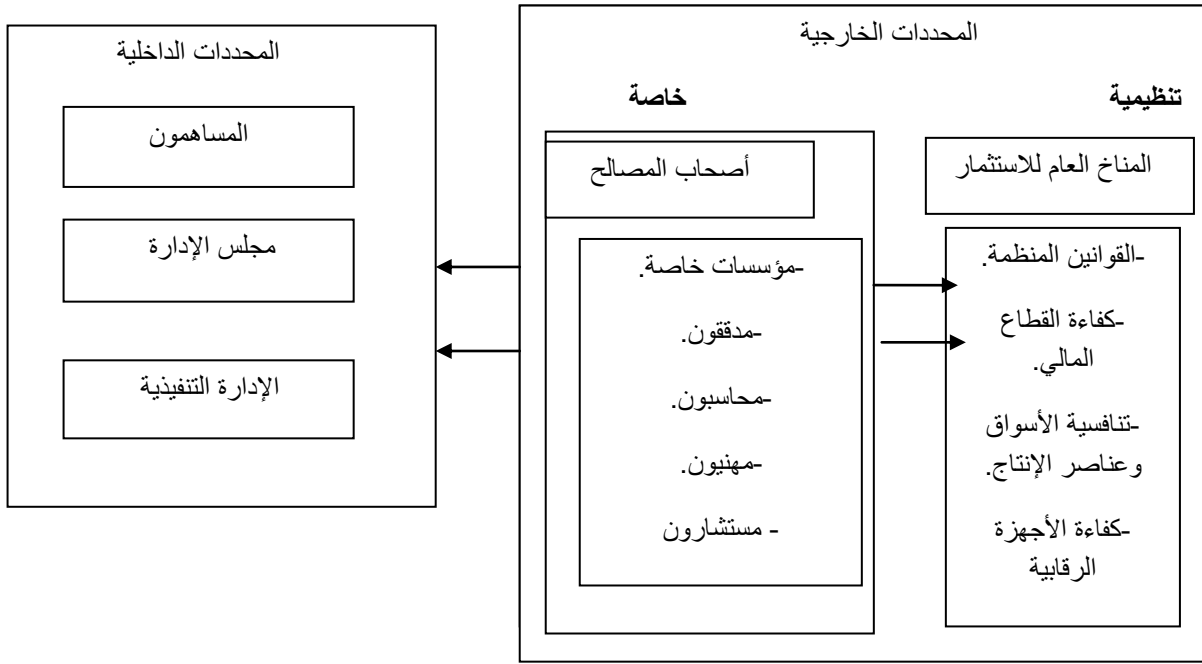 المحددات الخارجية
تنظيمية
المناخ العام للاستثمار
-القوانين المنظمة.
-كفاءة القطاع
المالي.
-تنافسية الأسواق
وعناصر الإنتاج.
-كفاءة الأجهزة
الرقابية
خاصة
أصحاب المصالح
-مؤسسات خاصة.
-مدققون.
-محاسبون.
-مهنيون.
- مستشارون
المحددات الداخلية
المساهمون
مجلس الإدارة
الإدارة التنفيذية